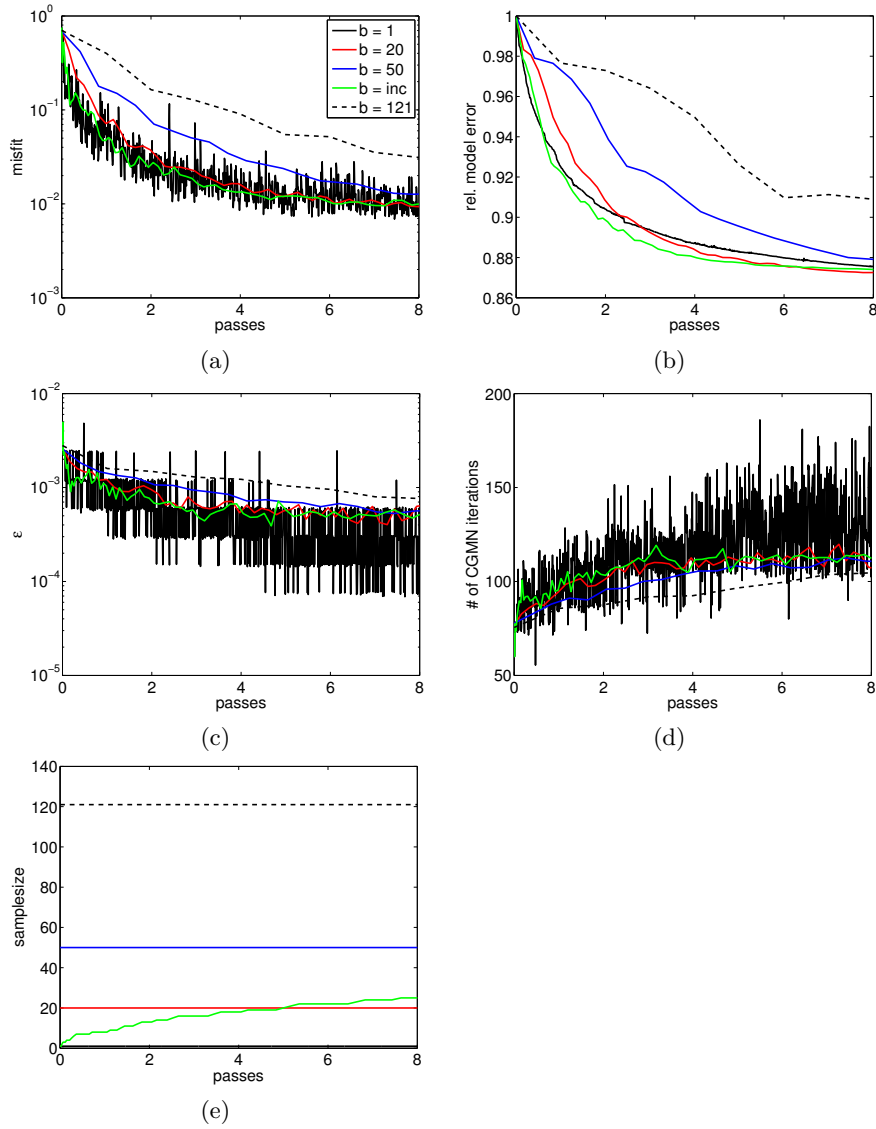 10^0
10^-1
10^-2
10^-3
misfit
0 2 4 6 8
passes
b = 1
b = 20
b = 50
b = inc
b = 121
(a)
1
0.98
0.96
0.94
0.92
0.9
0.88
0.86
rel. model error
0 2 4 6 8
passes
(b)
10^-2
10^-3
10^-4
10^-5
ε
0 2 4 6 8
passes
(c)
200
150
100
50
# of CGMN iterations
0 2 4 6 8
passes
(d)
140
120
100
80
60
40
20
0
samplesize
0 2 4 6 8
passes
(e)